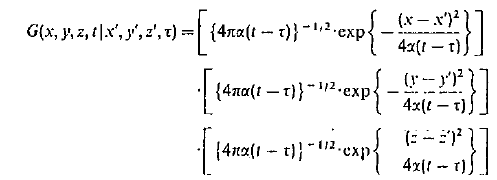 G(x, y, z, t|x′, y′, z′, τ) = [ {4πα(t − τ)}^{−1/2}·exp{ −(x − x′)²/4α(t − τ) } ]
·[ {4πα(t − τ)}^{−1/2}·exp{ −(y − y′)²/4α(t − τ) } ]
·[ {4πα(t − τ)}^{−1/2}·exp{ (z − z′)²/4α(t − τ) } ]